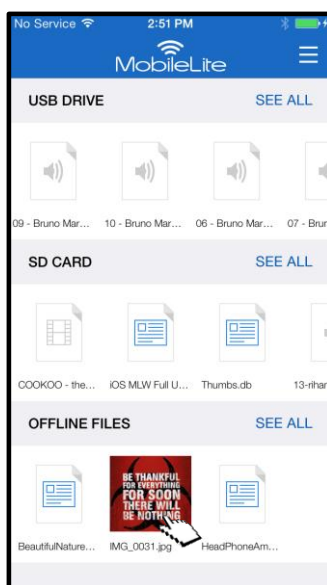 No Service 2:51 PM
MobileLite
USB DRIVE SEE ALL
09 - Bruno Mar... 10 - Bruno Mar... 06 - Bruno Mar... 07 - Brun
SD CARD SEE ALL
COOKOO - the... iOS MLW Full U... Thumbs.db 13-rihan
OFFLINE FILES SEE ALL
BE THANKFUL
FOR EVERYTHING
FOR SOON
THERE WILL
BE NOTHING
BeautifulNature... IMG_0031.jpg HeadPhoneAm...